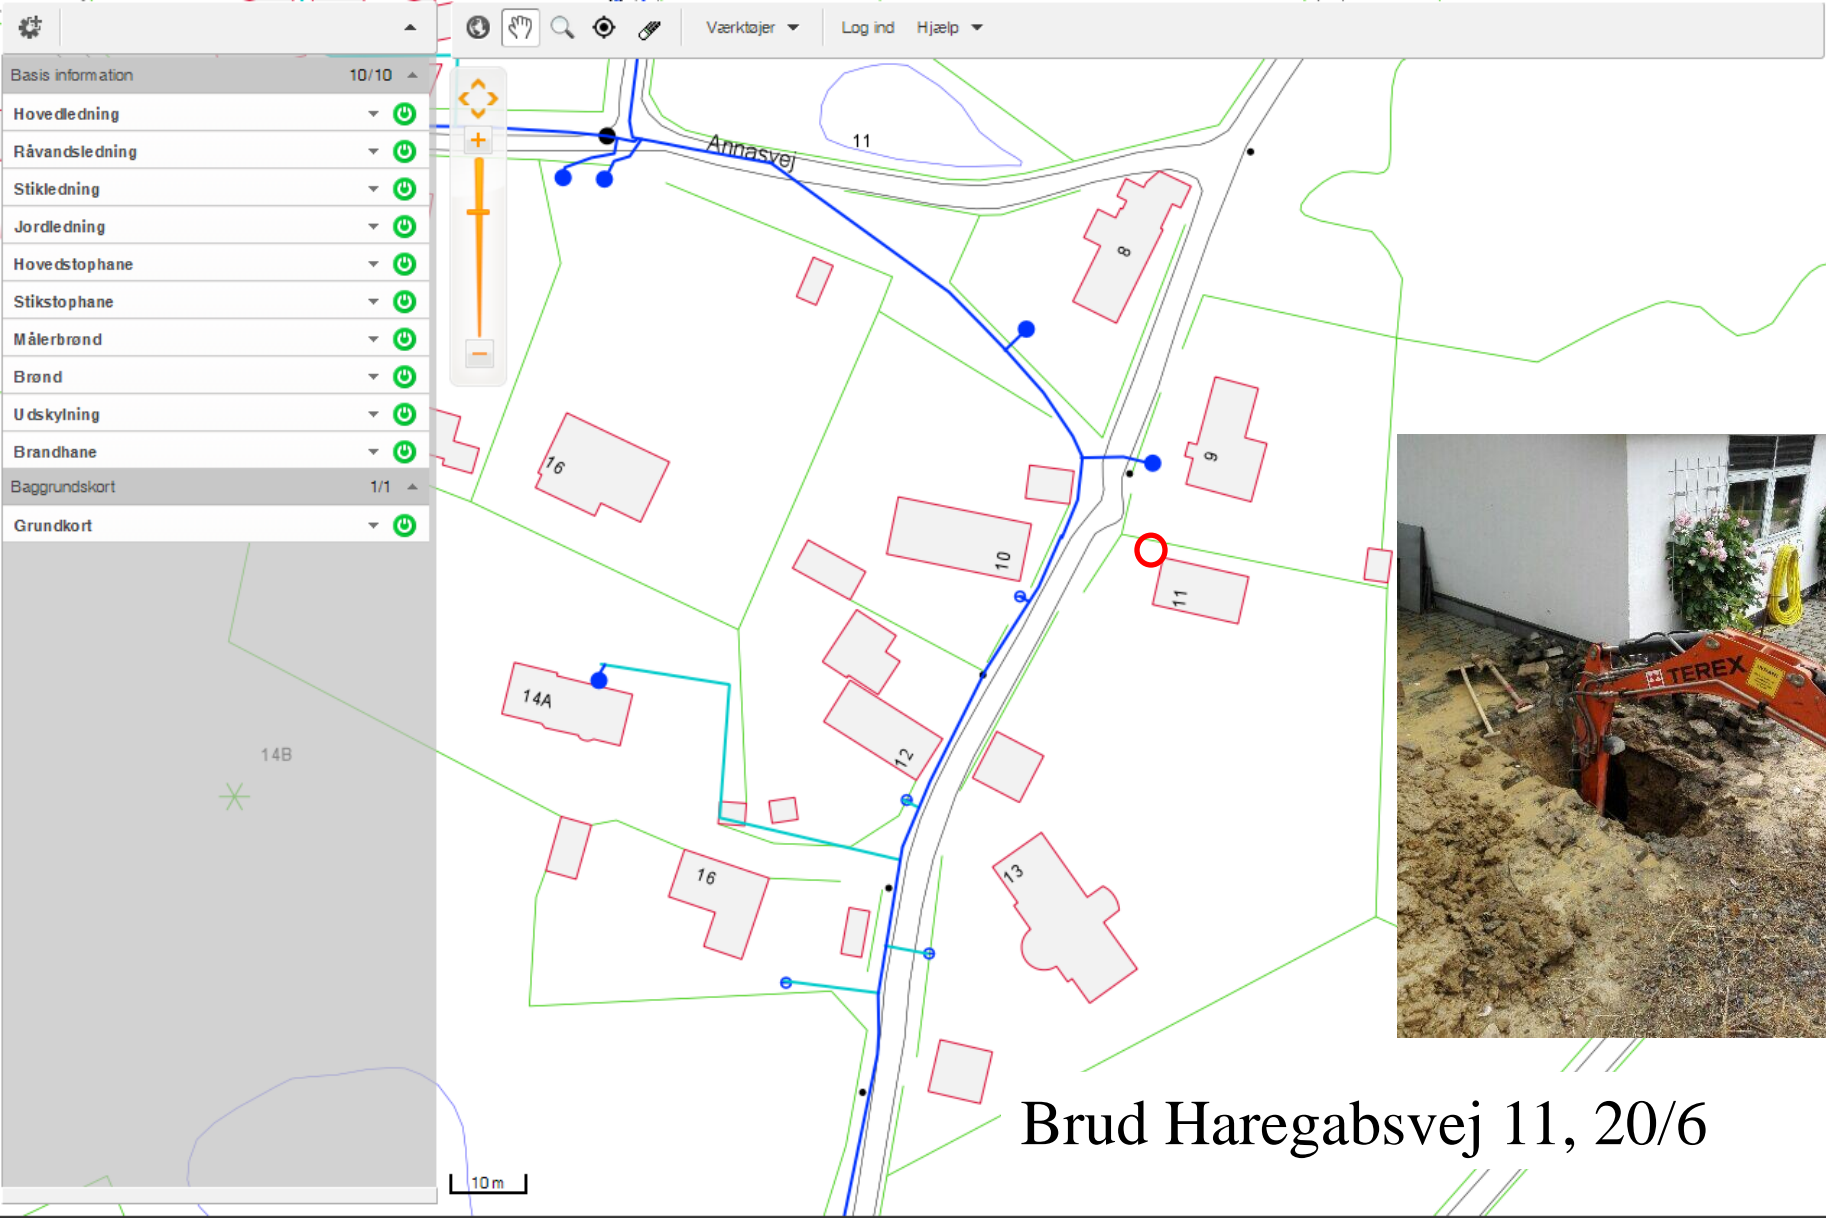 Værktøjer
Log ind
Hjælp
Basis information 10/10
Hovedledning
Råvandsledning
Stikledning
Jordledning
Hovedstophane
Stikstophane
Målerbrønd
Brønd
Udskylning
Brandhane
Baggrundskort 1/1
Grundkort
Annasvej
11
8
16
9
10
11
14A
12
14B
16
13
TEREX
10 m
Brud Haregabsvej 11, 20/6